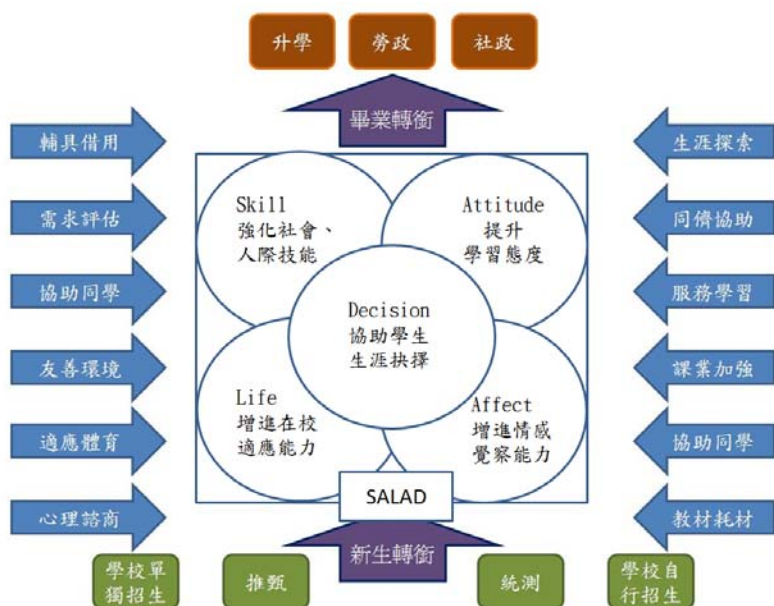 升學
勞政
社政
畢業轉銜
輔具借用
需求評估
協助同學
友善環境
適應體育
心理諮商
Skill
強化社會、
人際技能
Attitude
提升
學習態度
Decision
協助學生
生涯抉擇
Life
增進在校
適應能力
Affect
增進情感
覺察能力
SALAD
生涯探索
同儕協助
服務學習
課業加強
協助同學
教材耗材
新生轉銜
學校單
獨招生
推甄
統測
學校自
行招生